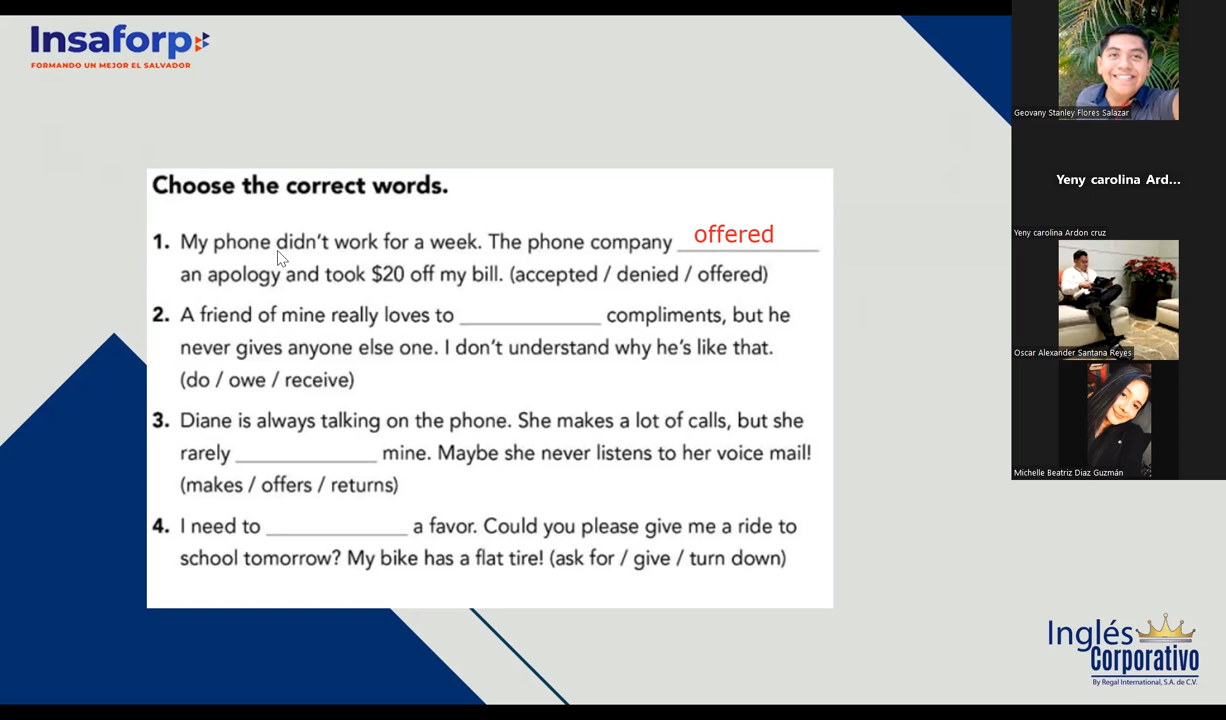 Insaforp
FORMANDO UN MEJOR EL SALVADOR
Choose the correct words.
1. My phone didn't work for a week. The phone company offered
an apology and took $20 off my bill. (accepted / denied / offered)
2. A friend of mine really loves to ____________ compliments, but he
never gives anyone else one. I don't understand why he's like that.
(do / owe / receive)
3. Diane is always talking on the phone. She makes a lot of calls, but she
rarely ____________ mine. Maybe she never listens to her voice mail!
(makes / offers / returns)
4. I need to ____________ a favor. Could you please give me a ride to
school tomorrow? My bike has a flat tire! (ask for / give / turn down)
Geovany Stanley Flores Salazar
Yeny carolina Ard...
Yeny carolina Ardon cruz
Oscar Alexander Santana Reyes
Michelle Beatriz Diaz Guzmán
Inglés
Corporativo
By Regal International, S.A. de C.V.